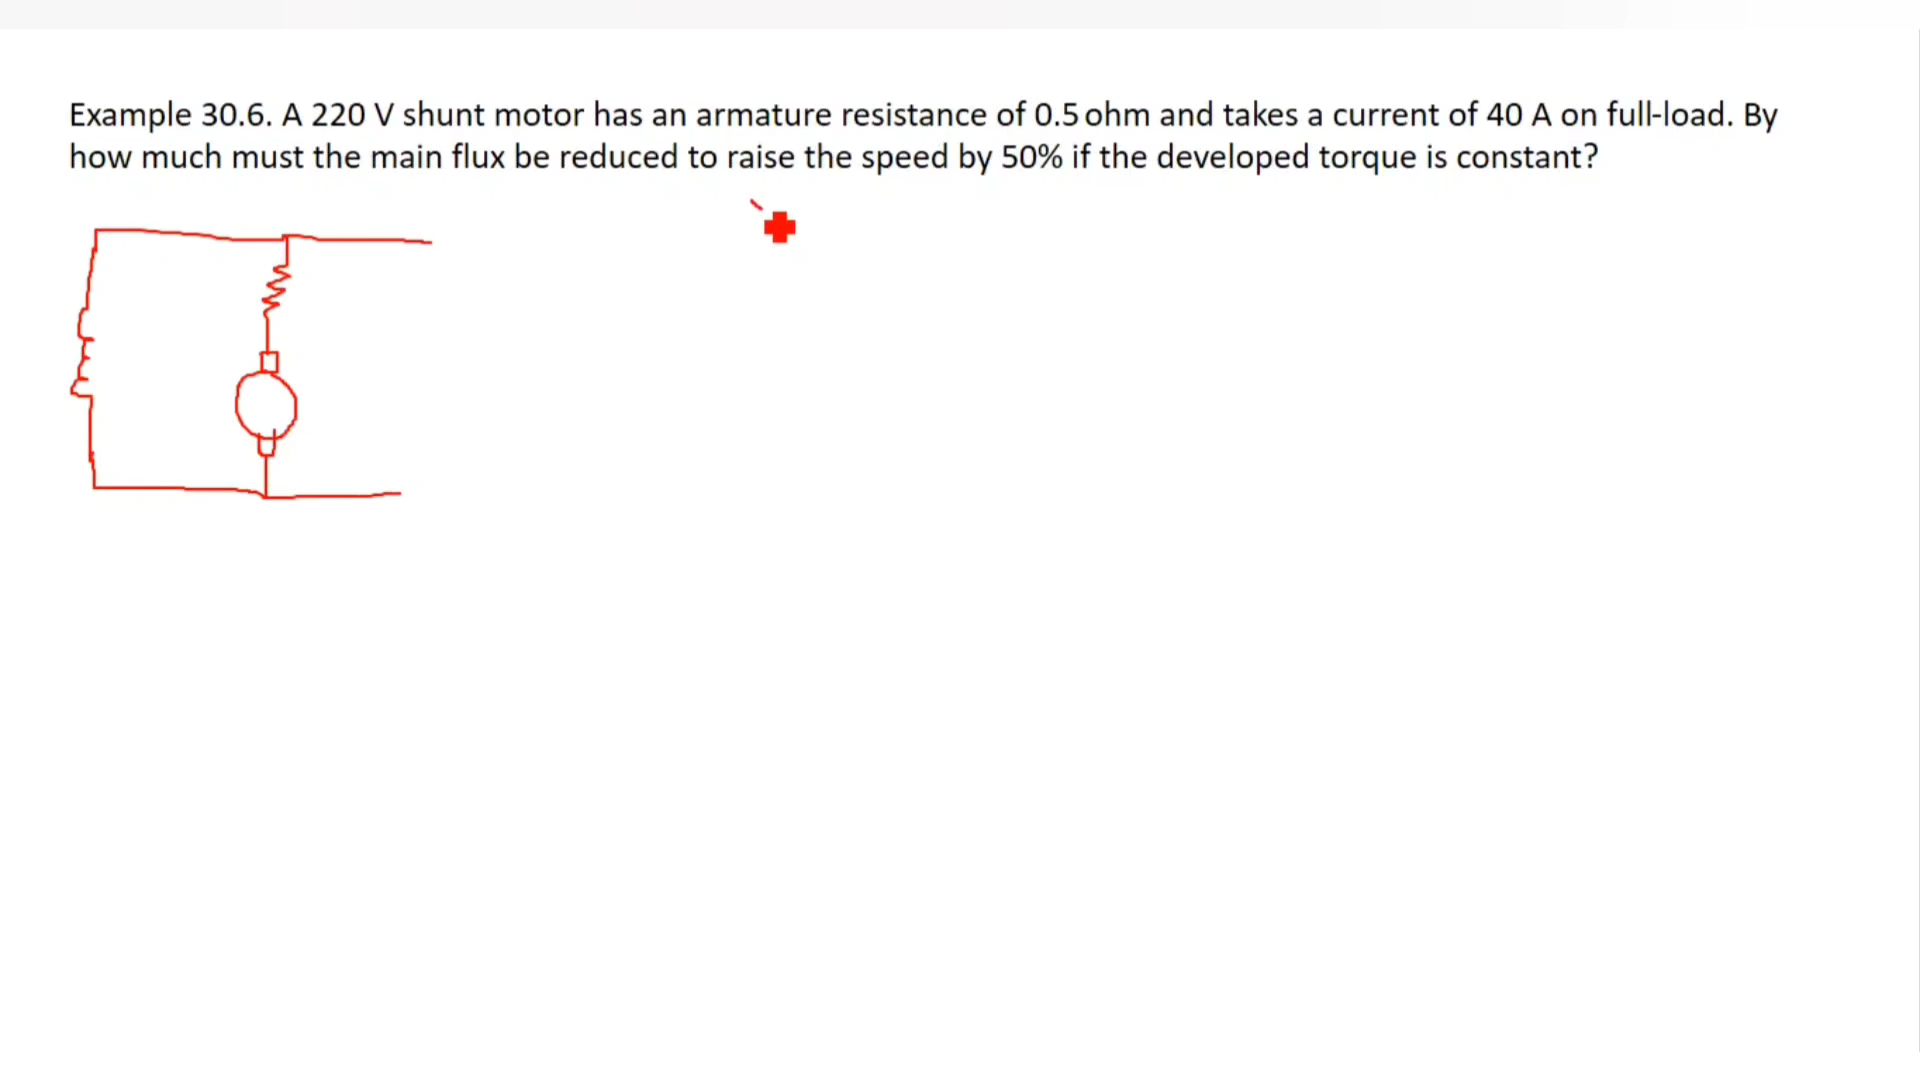 Example 30.6. A 220 V shunt motor has an armature resistance of 0.5 ohm and takes a current of 40 A on full-load. By
how much must the main flux be reduced to raise the speed by 50% if the developed torque is constant?